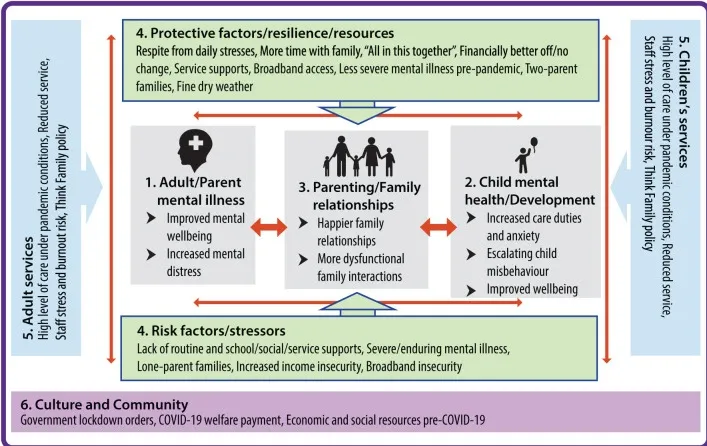 4. Protective factors/resilience/resources
Respite from daily stresses, More time with family, “All in this together”, Financially better off/no
change, Service supports, Broadband access, Less severe mental illness pre-pandemic, Two-parent
families, Fine dry weather
5. Adult services
High level of care under pandemic conditions, Reduced service,
Staff stress and burnout risk, Think Family policy
1. Adult/Parent
mental illness
Improved mental
wellbeing
Increased mental
distress
3. Parenting/Family
relationships
Happier family
relationships
More dysfunctional
family interactions
2. Child mental
health/Development
Increased care duties
and anxiety
Escalating child
misbehaviour
Improved wellbeing
5. Children’s services
High level of care under pandemic conditions, Reduced service,
Staff stress and burnour risk, Think Family policy
4. Risk factors/stressors
Lack of routine and school/social/service supports, Severe/enduring mental illness,
Lone-parent families, Increased income insecurity, Broadband insecurity
6. Culture and Community
Government lockdown orders, COVID-19 welfare payment, Economic and social resources pre-COVID-19